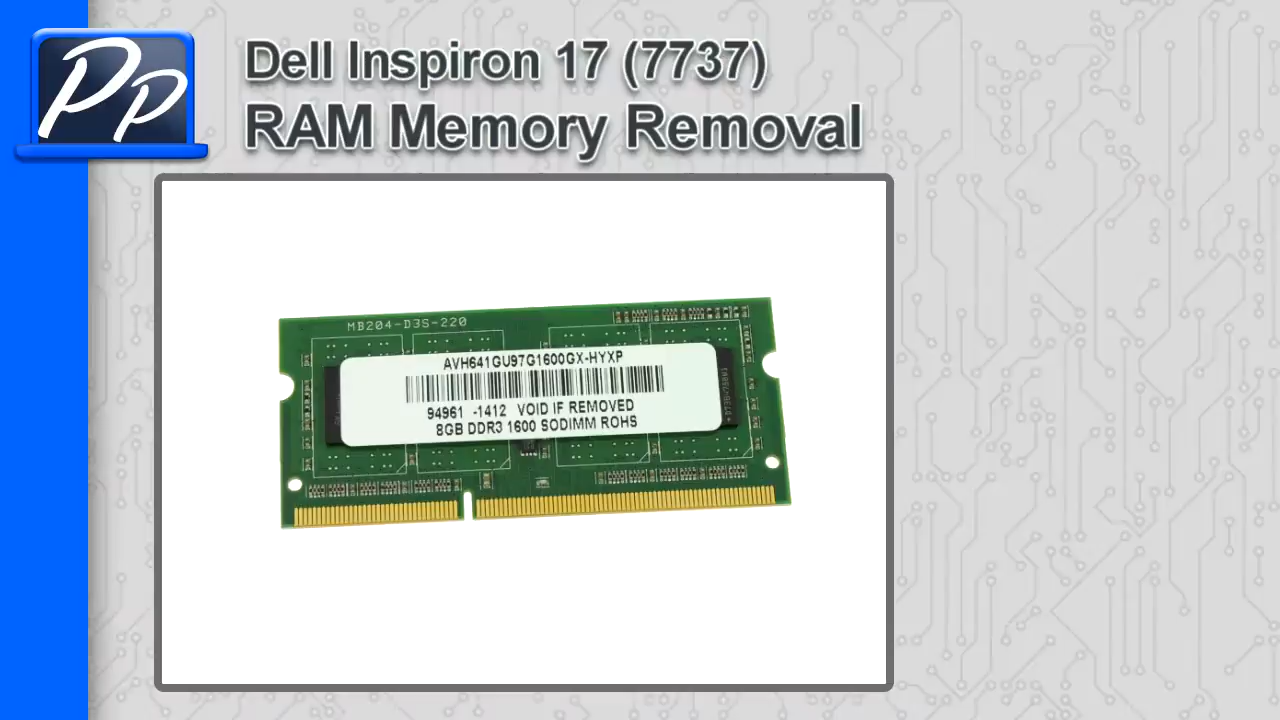 Pp
Dell Inspiron 17 (7737)
RAM Memory Removal
MB204-D3S-220
AVH641GU97G1600GX-HYXP
94961 -1412 VOID IF REMOVED
8GB DDR3 1600 SODIMM ROHS